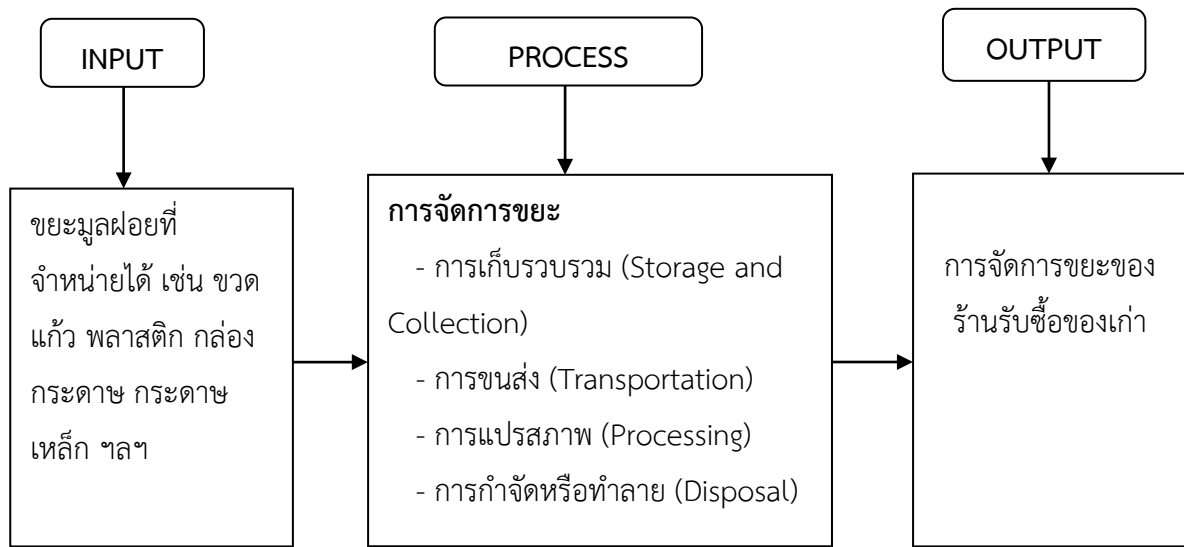 INPUT
PROCESS
OUTPUT
ขยะมูลฝอยที่
จำหน่ายได้ เช่น ขวด
แก้ว พลาสติก กล่อง
กระดาษ กระดาษ
เหล็ก ฯลฯ
การจัดการขยะ
- การเก็บรวบรวม (Storage and
Collection)
- การขนส่ง (Transportation)
- การแปรสภาพ (Processing)
- การกำจัดหรือทำลาย (Disposal)
การจัดการขยะของ
ร้านรับซื้อของเก่า